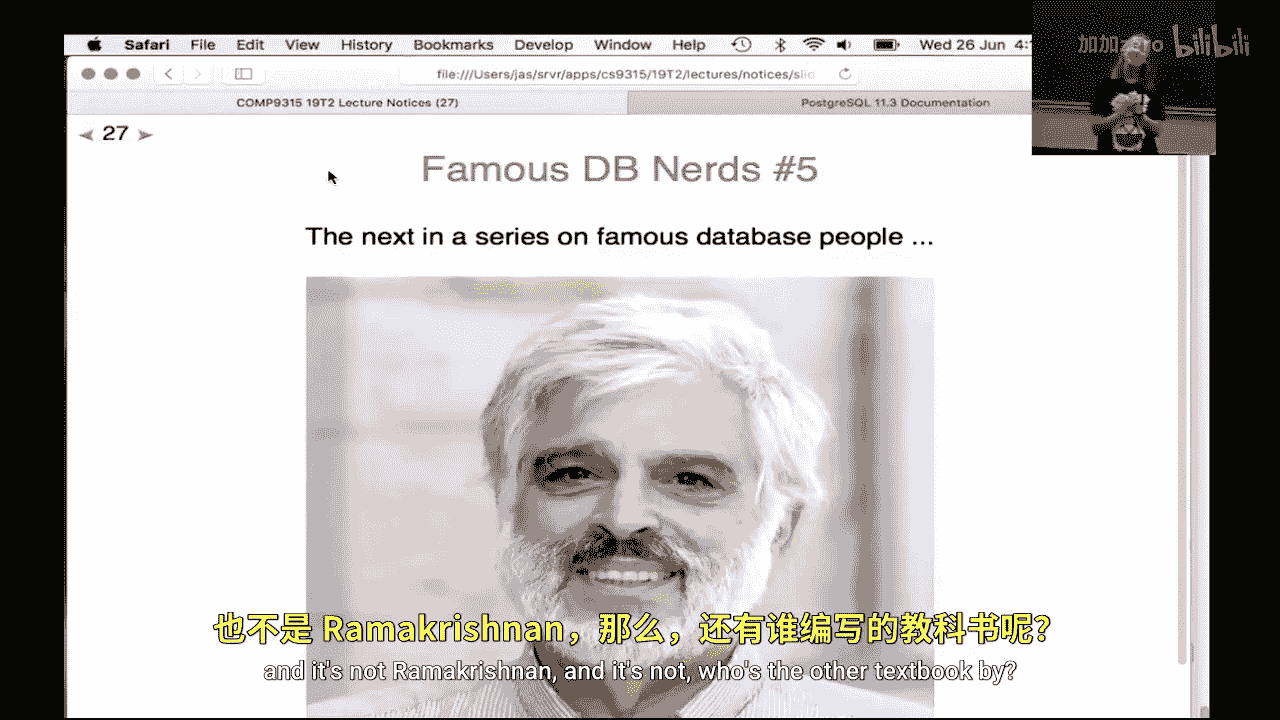 Safari File Edit View History Bookmarks Develop Window Help Wed 26 Jun 4:
加加zero bilibili
file:///Users/jas/srvr/apps/cs9315/19T2/lectures/notices/slid
COMP9315 19T2 Lecture Notices (27) PostgreSQL 11.3 Documentation
27
Famous DB Nerds #5
The next in a series on famous database people ...
也不是 Ramakrishnan，那么，还有谁编写的教科书呢？
and it's not Ramakrishnan, and it's not, who's the other textbook by?